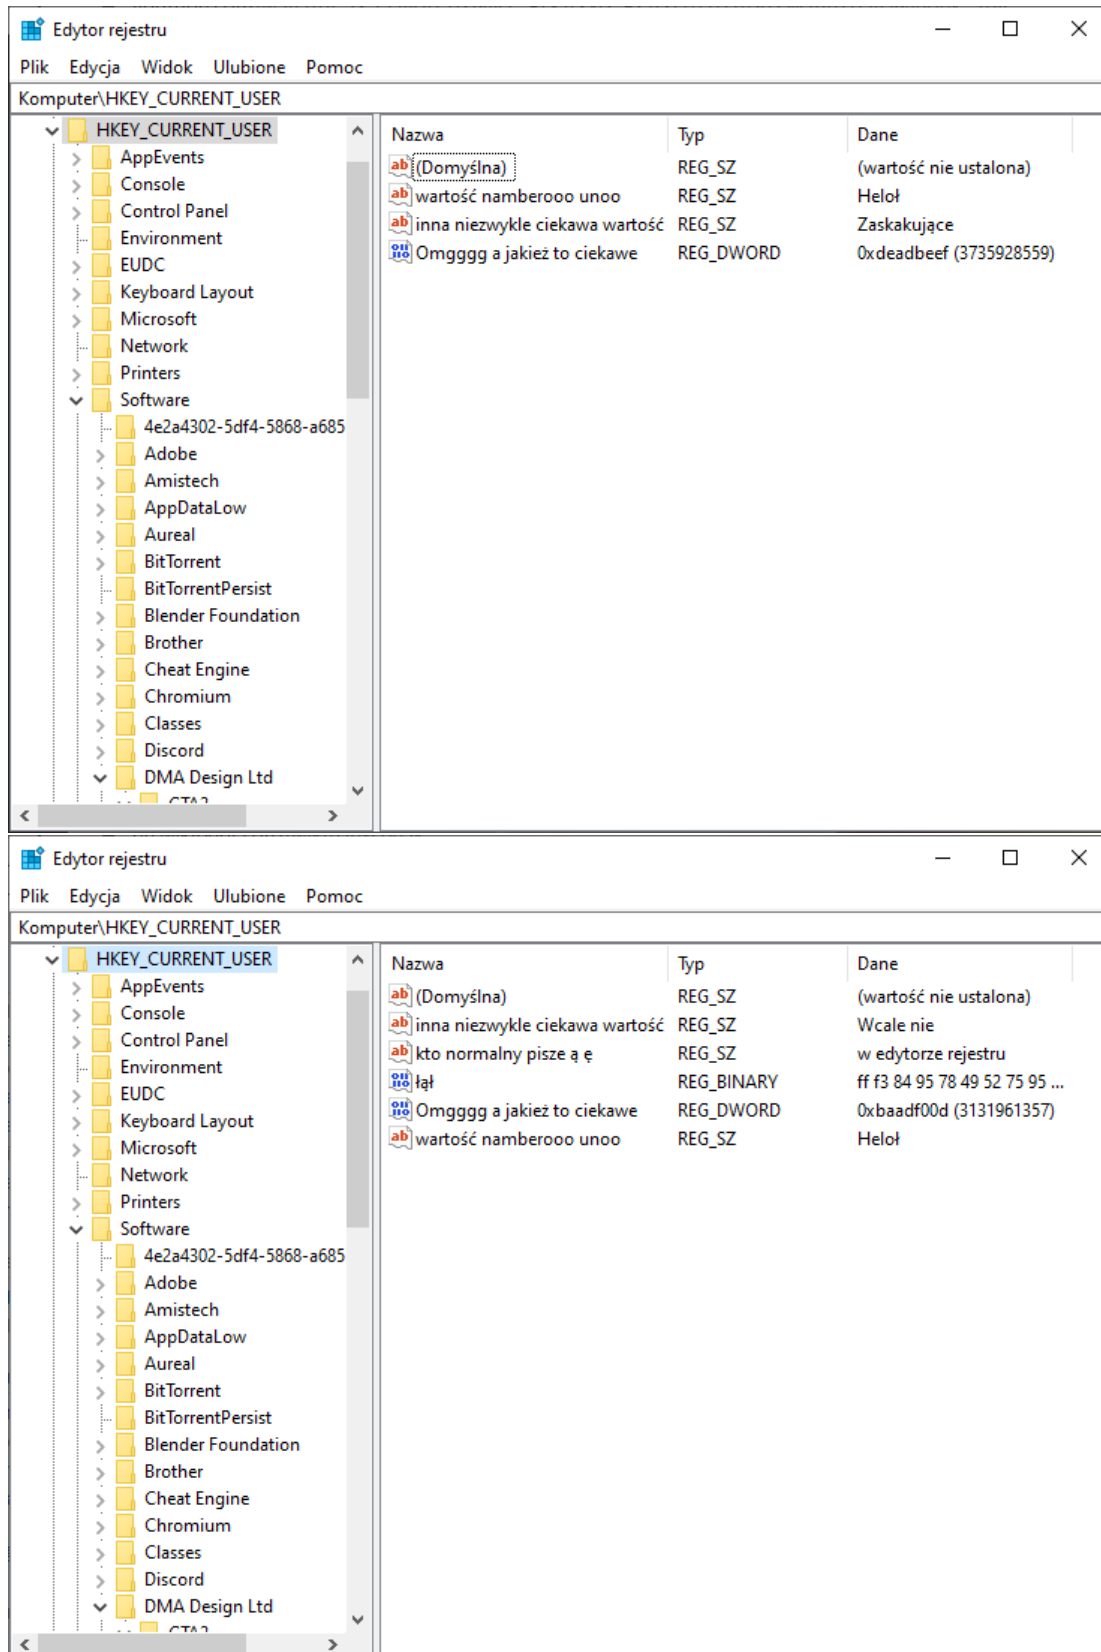 Edytor rejestru
Plik Edycja Widok Ulubione Pomoc
Komputer\HKEY_CURRENT_USER
HKEY_CURRENT_USER
AppEvents
Console
Control Panel
Environment
EUDC
Keyboard Layout
Microsoft
Network
Printers
Software
4e2a4302-5df4-5868-a685
Adobe
Amistech
AppDataLow
Aureal
BitTorrent
BitTorrentPersist
Blender Foundation
Brother
Cheat Engine
Chromium
Classes
Discord
DMA Design Ltd
GTA2
Nazwa Typ Dane
(Domyślna) REG_SZ (wartość nie ustalona)
wartość namberooo unoo REG_SZ Heloł
inna niezwykle ciekawa wartość REG_SZ Zaskakujące
Omgggg a jakież to ciekawe REG_DWORD 0xdeadbeef (3735928559)
Edytor rejestru
Plik Edycja Widok Ulubione Pomoc
Komputer\HKEY_CURRENT_USER
HKEY_CURRENT_USER
AppEvents
Console
Control Panel
Environment
EUDC
Keyboard Layout
Microsoft
Network
Printers
Software
4e2a4302-5df4-5868-a685
Adobe
Amistech
AppDataLow
Aureal
BitTorrent
BitTorrentPersist
Blender Foundation
Brother
Cheat Engine
Chromium
Classes
Discord
DMA Design Ltd
GTA2
Nazwa Typ Dane
(Domyślna) REG_SZ (wartość nie ustalona)
inna niezwykle ciekawa wartość REG_SZ Wcale nie
kto normalny pisze ą ę REG_SZ w edytorze rejestru
łął REG_BINARY ff f3 84 95 78 49 52 75 95 ...
Omgggg a jakież to ciekawe REG_DWORD 0xbaadf00d (3131961357)
wartość namberooo unoo REG_SZ Heloł